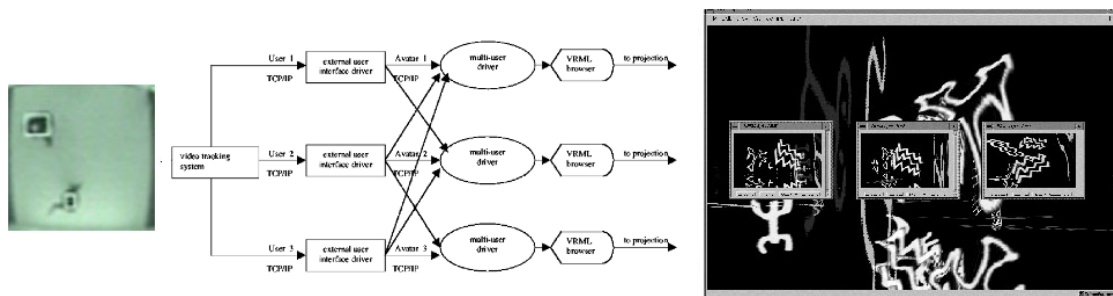 User 1
TCP/IP
external user
interface driver
Avatar 1
TCP/IP
multi-user
driver
VRML
browser
to projection
video tracking
system
User 2
TCP/IP
external user
interface driver
Avatar 2
TCP/IP
multi-user
driver
VRML
browser
to projection
User 3
TCP/IP
external user
interface driver
Avatar 3
TCP/IP
multi-user
driver
VRML
browser
to projection